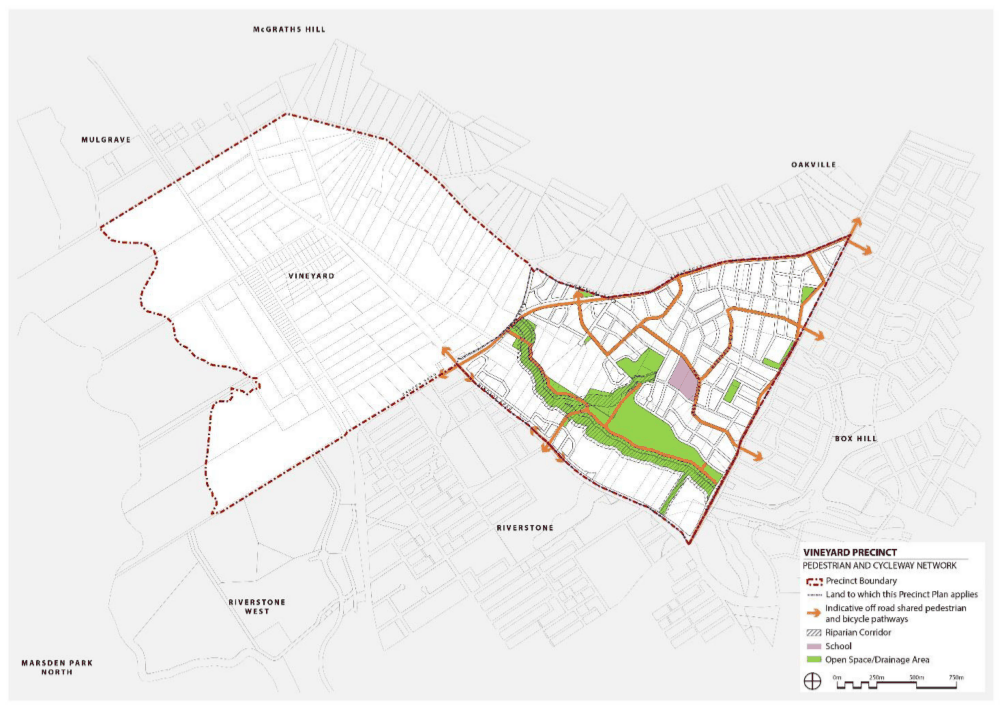 McGRATHS HILL
MULGRAVE
OAKVILLE
VINEYARD
BOX HILL
RIVERSTONE
RIVERSTONE
WEST
MARSDEN PARK
NORTH
VINEYARD PRECINCT
PEDESTRIAN AND CYCLEWAY NETWORK
Precinct Boundary
Land to which this Precinct Plan applies
Indicative off road shared pedestrian
and bicycle pathways
Riparian Corridor
School
Open Space/Drainage Area
0m 250m 500m 750m